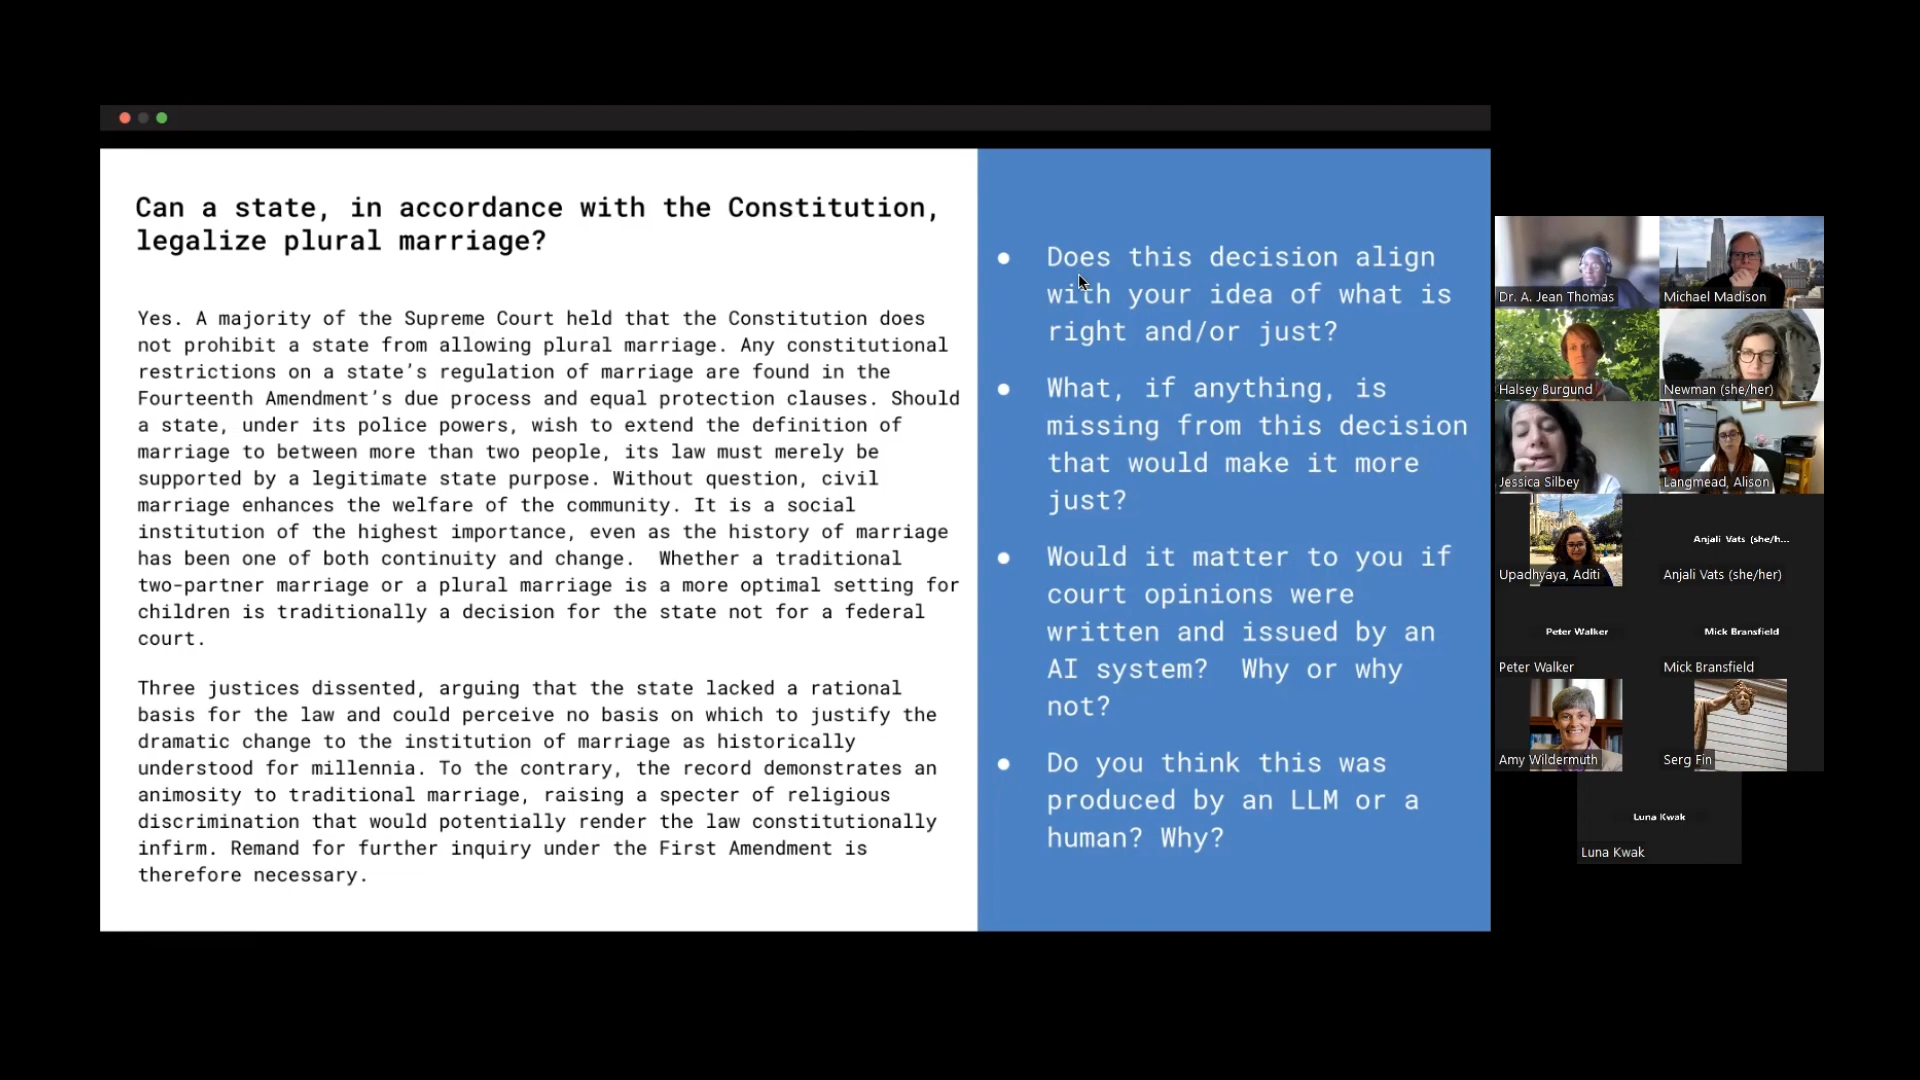 Can a state, in accordance with the Constitution,
legalize plural marriage?
Yes. A majority of the Supreme Court held that the Constitution does
not prohibit a state from allowing plural marriage. Any constitutional
restrictions on a state’s regulation of marriage are found in the
Fourteenth Amendment’s due process and equal protection clauses. Should
a state, under its police powers, wish to extend the definition of
marriage to between more than two people, its law must merely be
supported by a legitimate state purpose. Without question, civil
marriage enhances the welfare of the community. It is a social
institution of the highest importance, even as the history of marriage
has been one of both continuity and change.  Whether a traditional
two-partner marriage or a plural marriage is a more optimal setting for
children is traditionally a decision for the state not for a federal
court.
Three justices dissented, arguing that the state lacked a rational
basis for the law and could perceive no basis on which to justify the
dramatic change to the institution of marriage as historically
understood for millennia. To the contrary, the record demonstrates an
animosity to traditional marriage, raising a specter of religious
discrimination that would potentially render the law constitutionally
infirm. Remand for further inquiry under the First Amendment is
therefore necessary.
● Does this decision align
with your idea of what is
right and/or just?
● What, if anything, is
missing from this decision
that would make it more
just?
● Would it matter to you if
court opinions were
written and issued by an
AI system?  Why or why
not?
● Do you think this was
produced by an LLM or a
human? Why?
Dr. A. Jean Thomas
Michael Madison
Halsey Burgund
Newman (she/her)
Jessica Silbey
Langmead, Alison
Upadhyaya, Aditi
Anjali Vats (she/h...
Anjali Vats (she/her)
Peter Walker
Peter Walker
Mick Bransfield
Mick Bransfield
Amy Wildermuth
Serg Fin
Luna Kwak
Luna Kwak